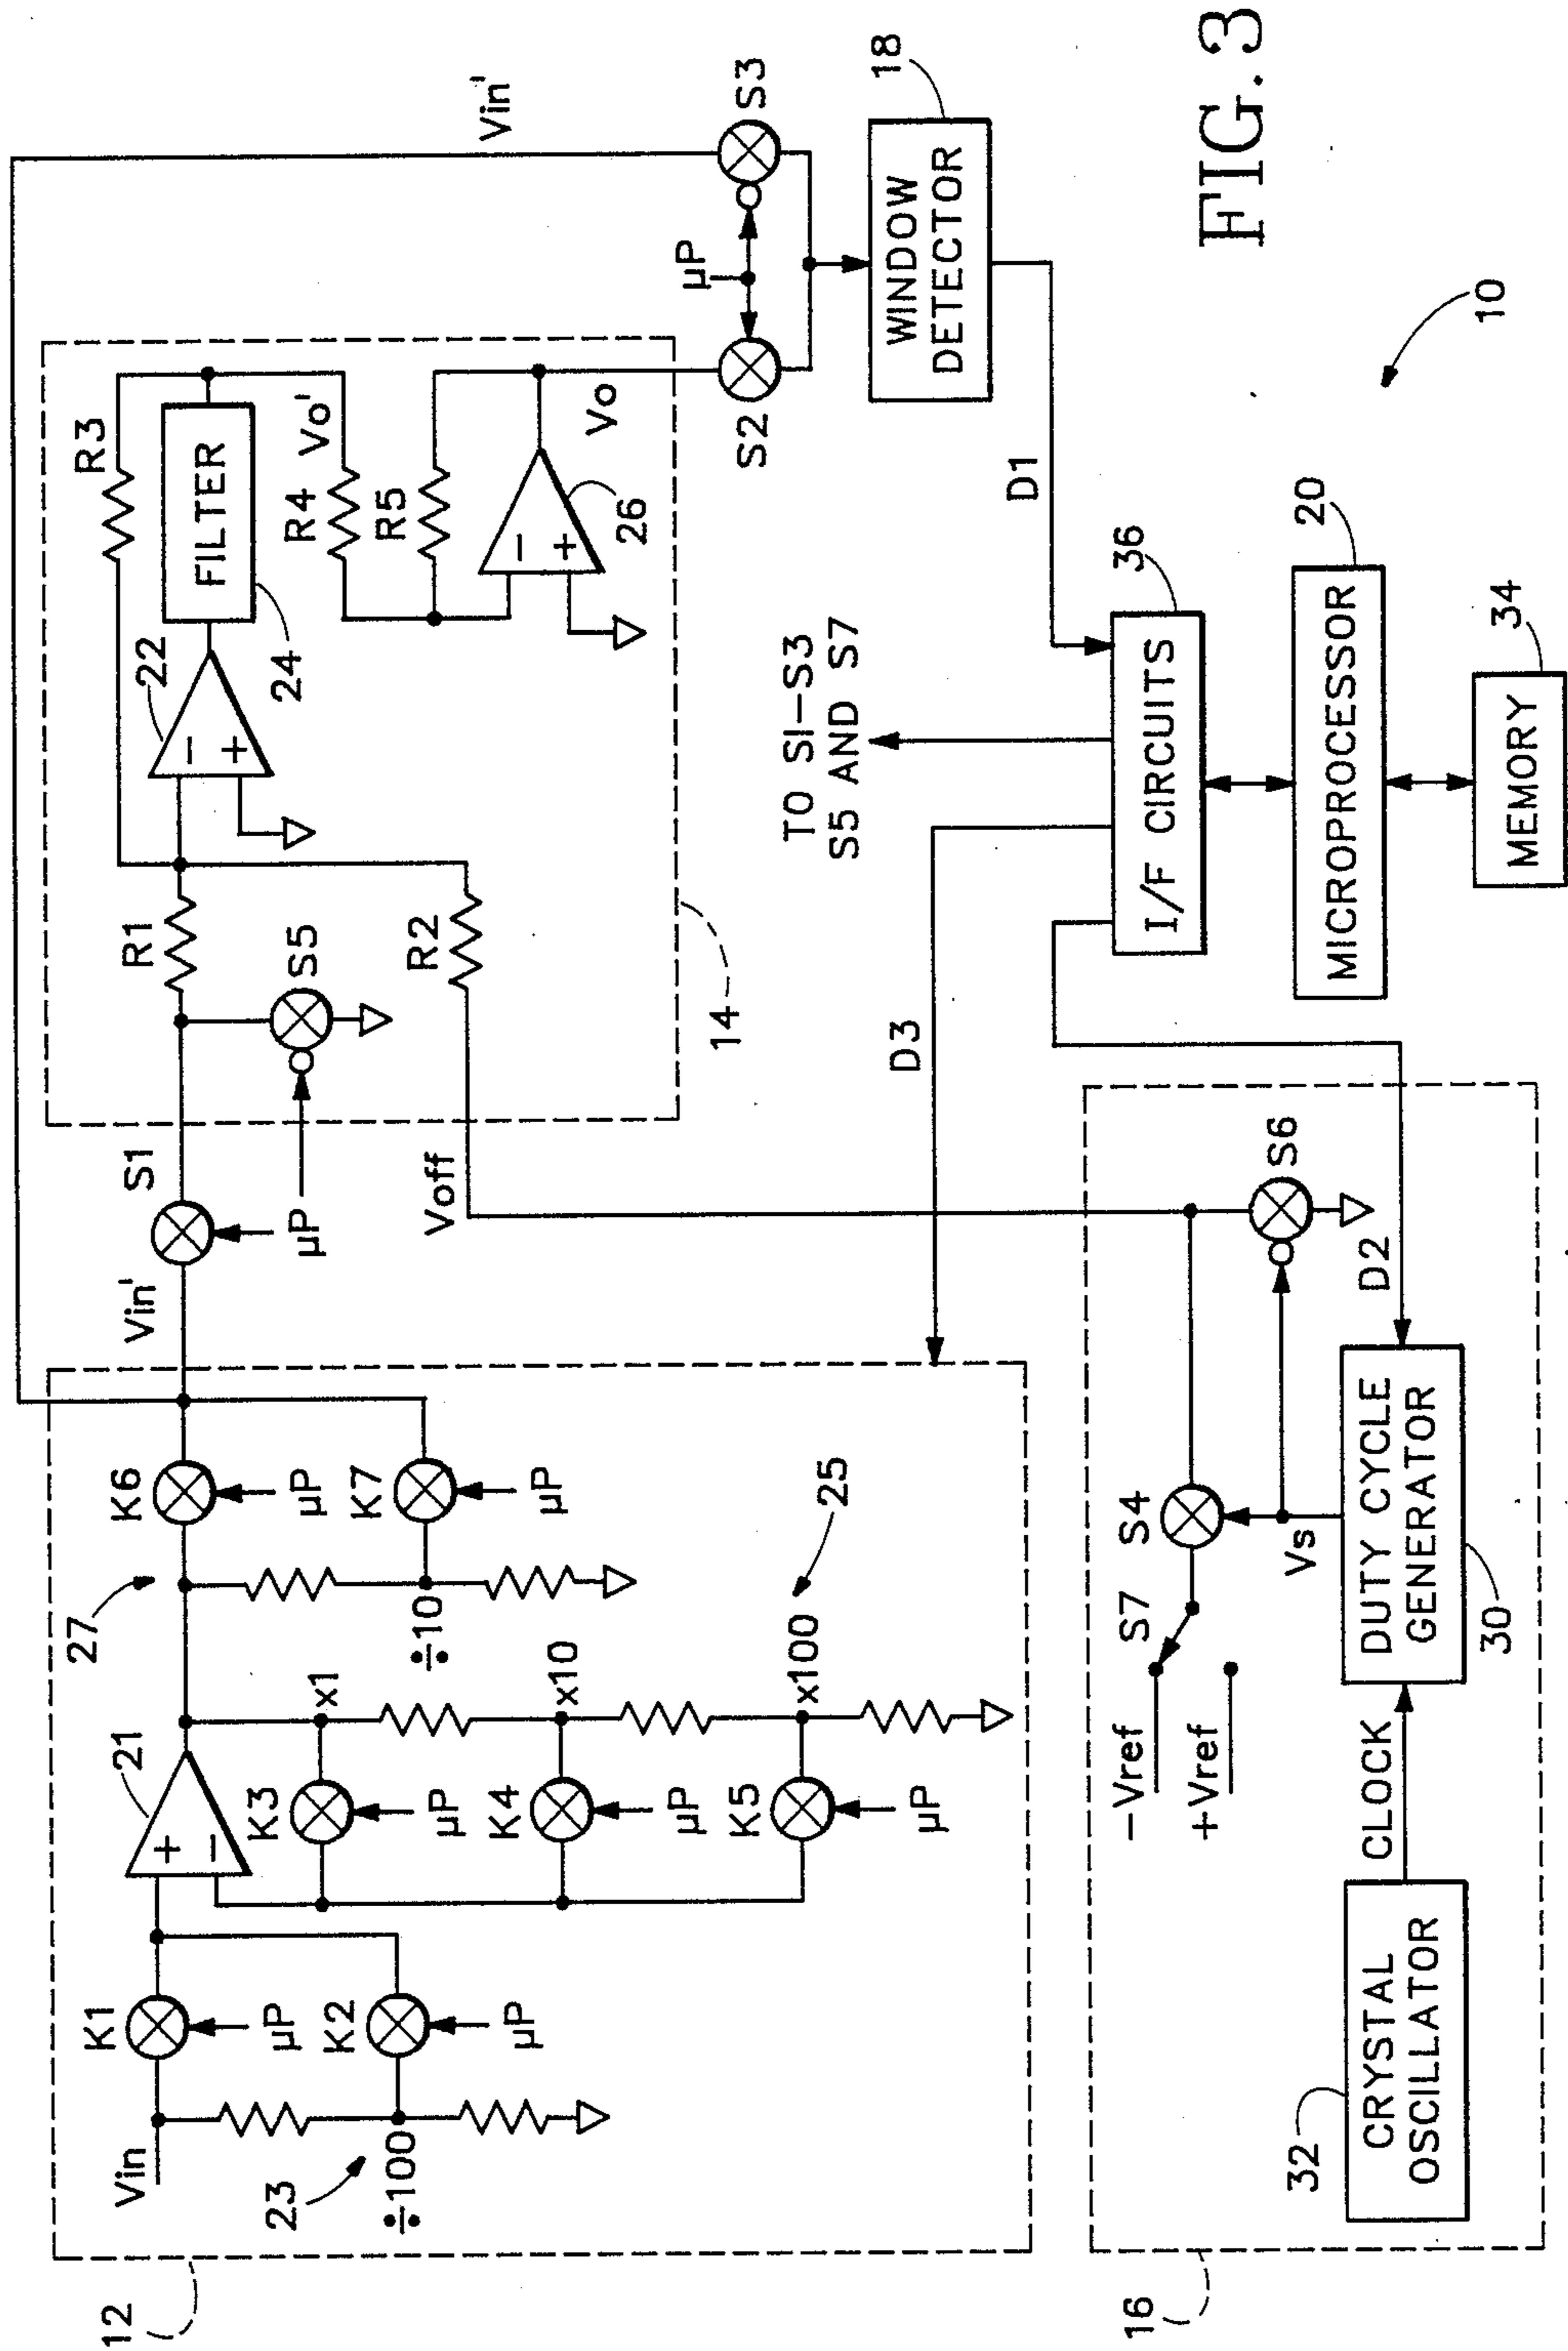 12
Vin
23
÷100
K1
µP
K2
µP
21
+
−
K3
µP
K4
µP
K5
µP
x1
x10
x100
25
27
÷10
K6
µP
K7
µP
Vin'
S1
µP
Voff
14
S5
R1
R2
22
−
+
24
FILTER
R3
Vo'
R4
R5
−
+
26
Vo
Vin'
S2
µP
S3
WINDOW
DETECTOR
18
D1
D3
TO SI–S3
S5 AND S7
I/F CIRCUITS
36
MICROPROCESSOR
20
MEMORY
34
10
16
32
CRYSTAL
OSCILLATOR
CLOCK
−Vref
+Vref
S7
S4
Vs
DUTY CYCLE
GENERATOR
30
S6
D2
FIG. 3